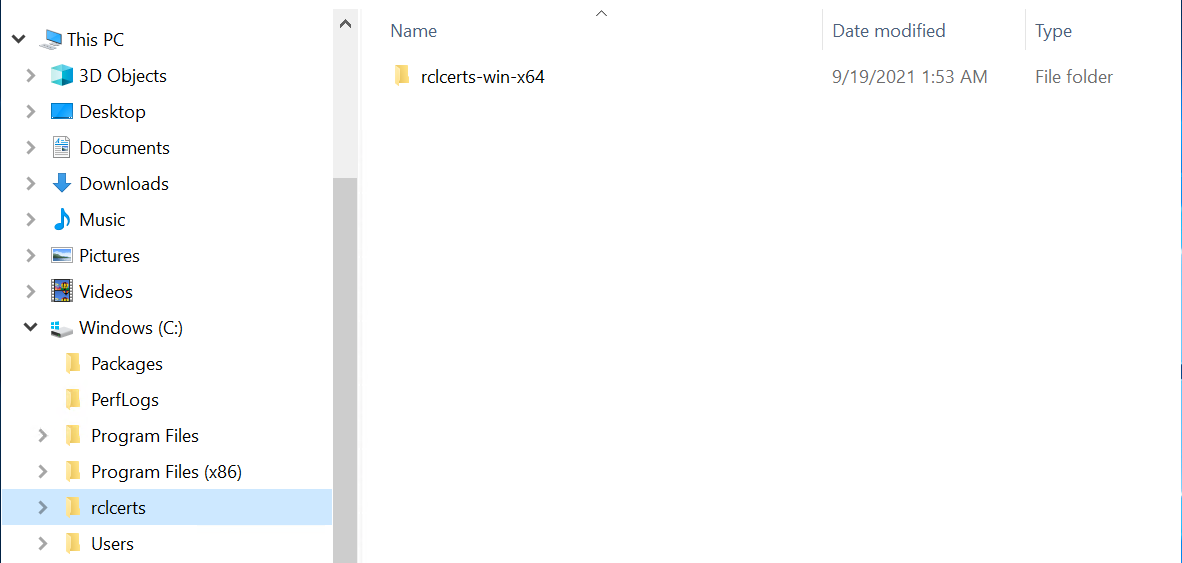 This PC
3D Objects
Desktop
Documents
Downloads
Music
Pictures
Videos
Windows (C:)
Packages
PerfLogs
Program Files
Program Files (x86)
rclcerts
Users
Name Date modified Type
rclcerts-win-x64 9/19/2021 1:53 AM File folder